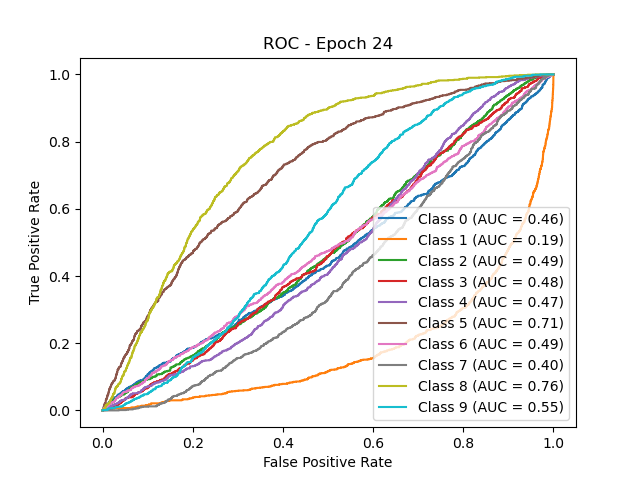 ROC - Epoch 24
True Positive Rate
1.0
0.8
0.6
0.4
0.2
0.0
Class 0 (AUC = 0.46)
Class 1 (AUC = 0.19)
Class 2 (AUC = 0.49)
Class 3 (AUC = 0.48)
Class 4 (AUC = 0.47)
Class 5 (AUC = 0.71)
Class 6 (AUC = 0.49)
Class 7 (AUC = 0.40)
Class 8 (AUC = 0.76)
Class 9 (AUC = 0.55)
0.0 0.2 0.4 0.6 0.8 1.0
False Positive Rate